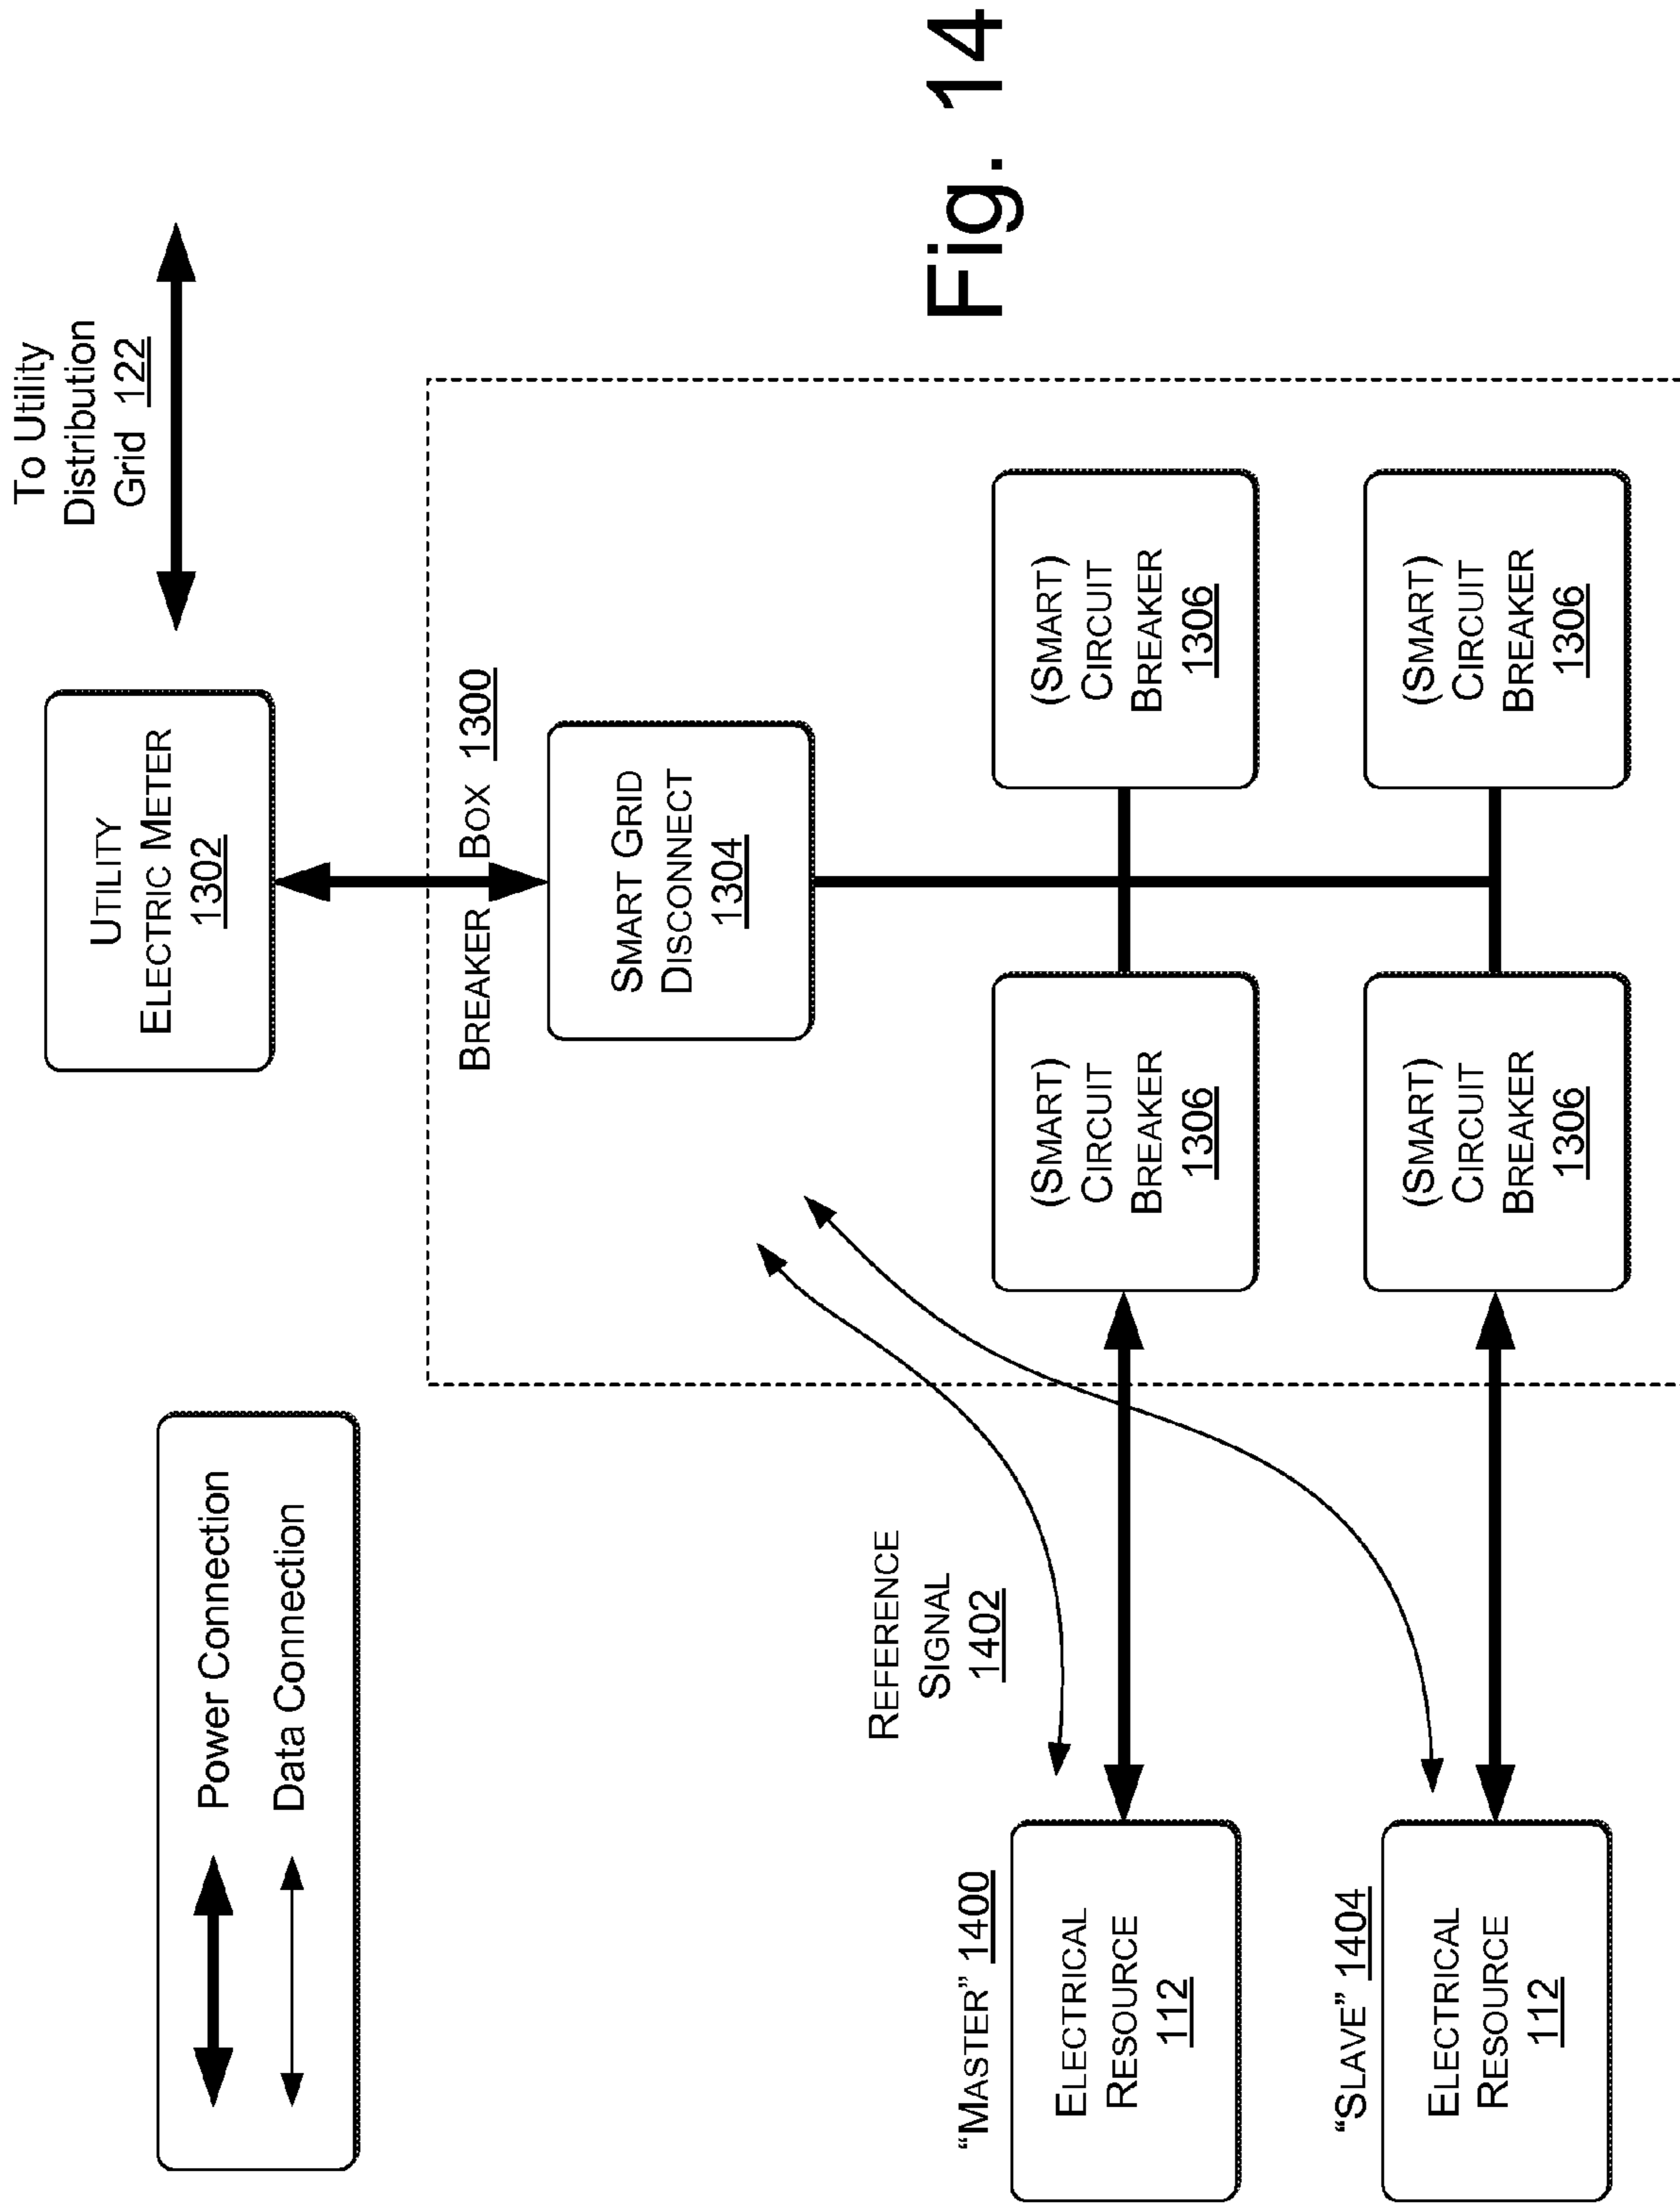 Power Connection
Data Connection
UTILITY
ELECTRIC METER
1302
To Utility
Distribution
Grid 122
BREAKER BOX 1300
SMART GRID
DISCONNECT
1304
REFERENCE
SIGNAL
1402
"MASTER" 1400
ELECTRICAL
RESOURCE
112
(SMART)
CIRCUIT
BREAKER
1306
(SMART)
CIRCUIT
BREAKER
1306
"SLAVE" 1404
ELECTRICAL
RESOURCE
112
(SMART)
CIRCUIT
BREAKER
1306
(SMART)
CIRCUIT
BREAKER
1306
Fig. 14